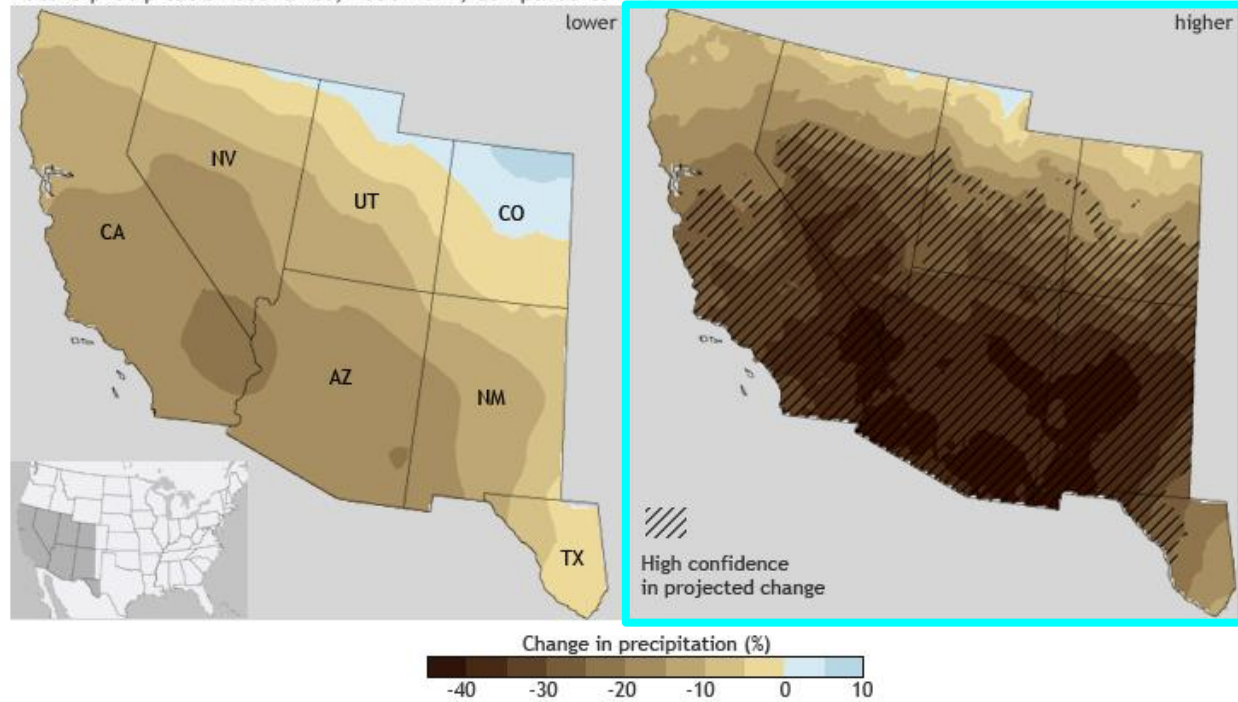 lower
higher
NV
UT
CO
CA
AZ
NM
TX
High confidence
in projected change
Change in precipitation (%)
-40 -30 -20 -10 0 10